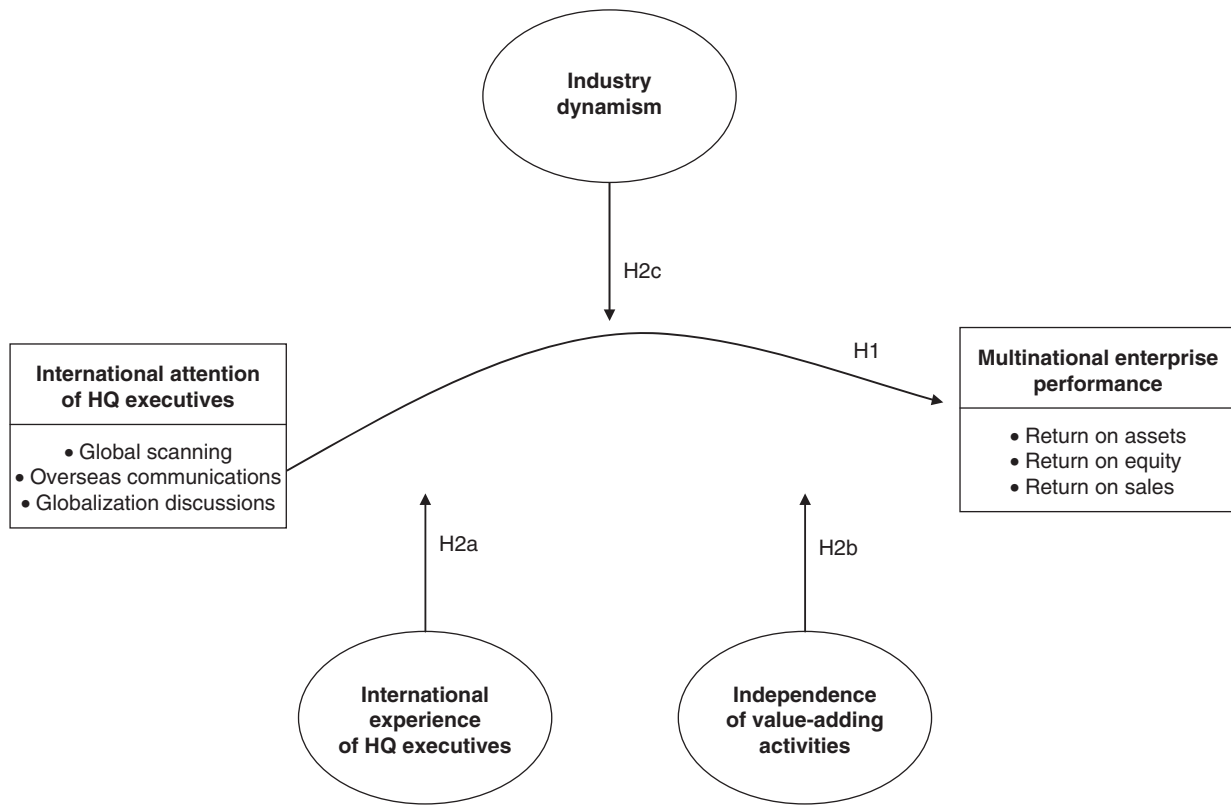 Industry
dynamism
H2c
H1
International attention
of HQ executives
• Global scanning
• Overseas communications
• Globalization discussions
Multinational enterprise
performance
• Return on assets
• Return on equity
• Return on sales
H2a
H2b
International
experience
of HQ executives
Independence
of value-adding
activities